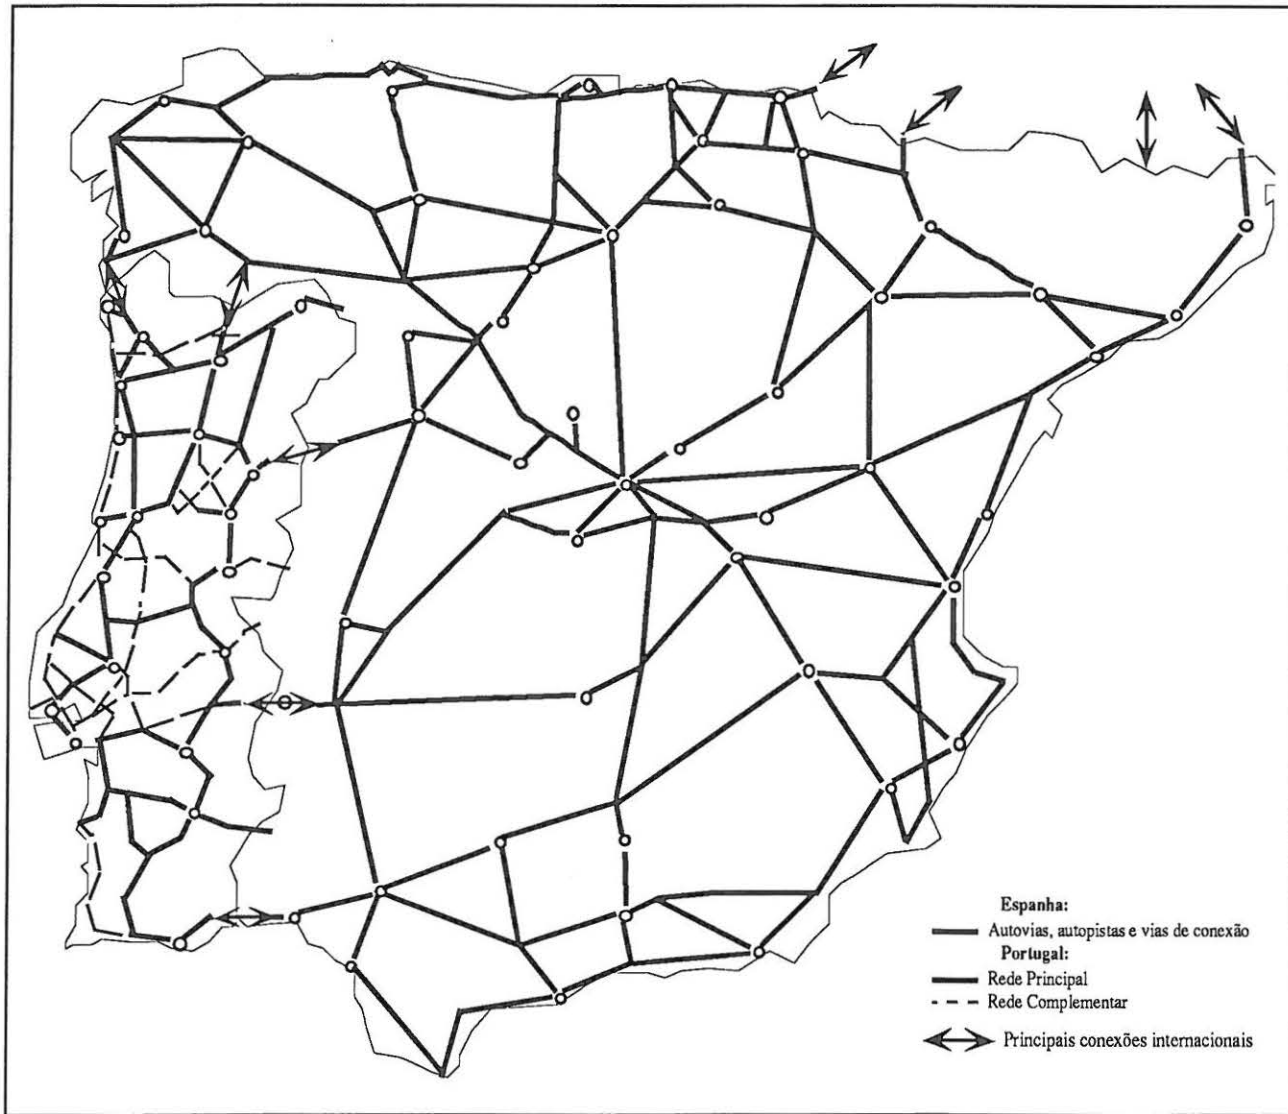 Espanha:
Autovias, autopistas e vias de conexão
Portugal:
Rede Principal
Rede Complementar
Principais conexões internacionais